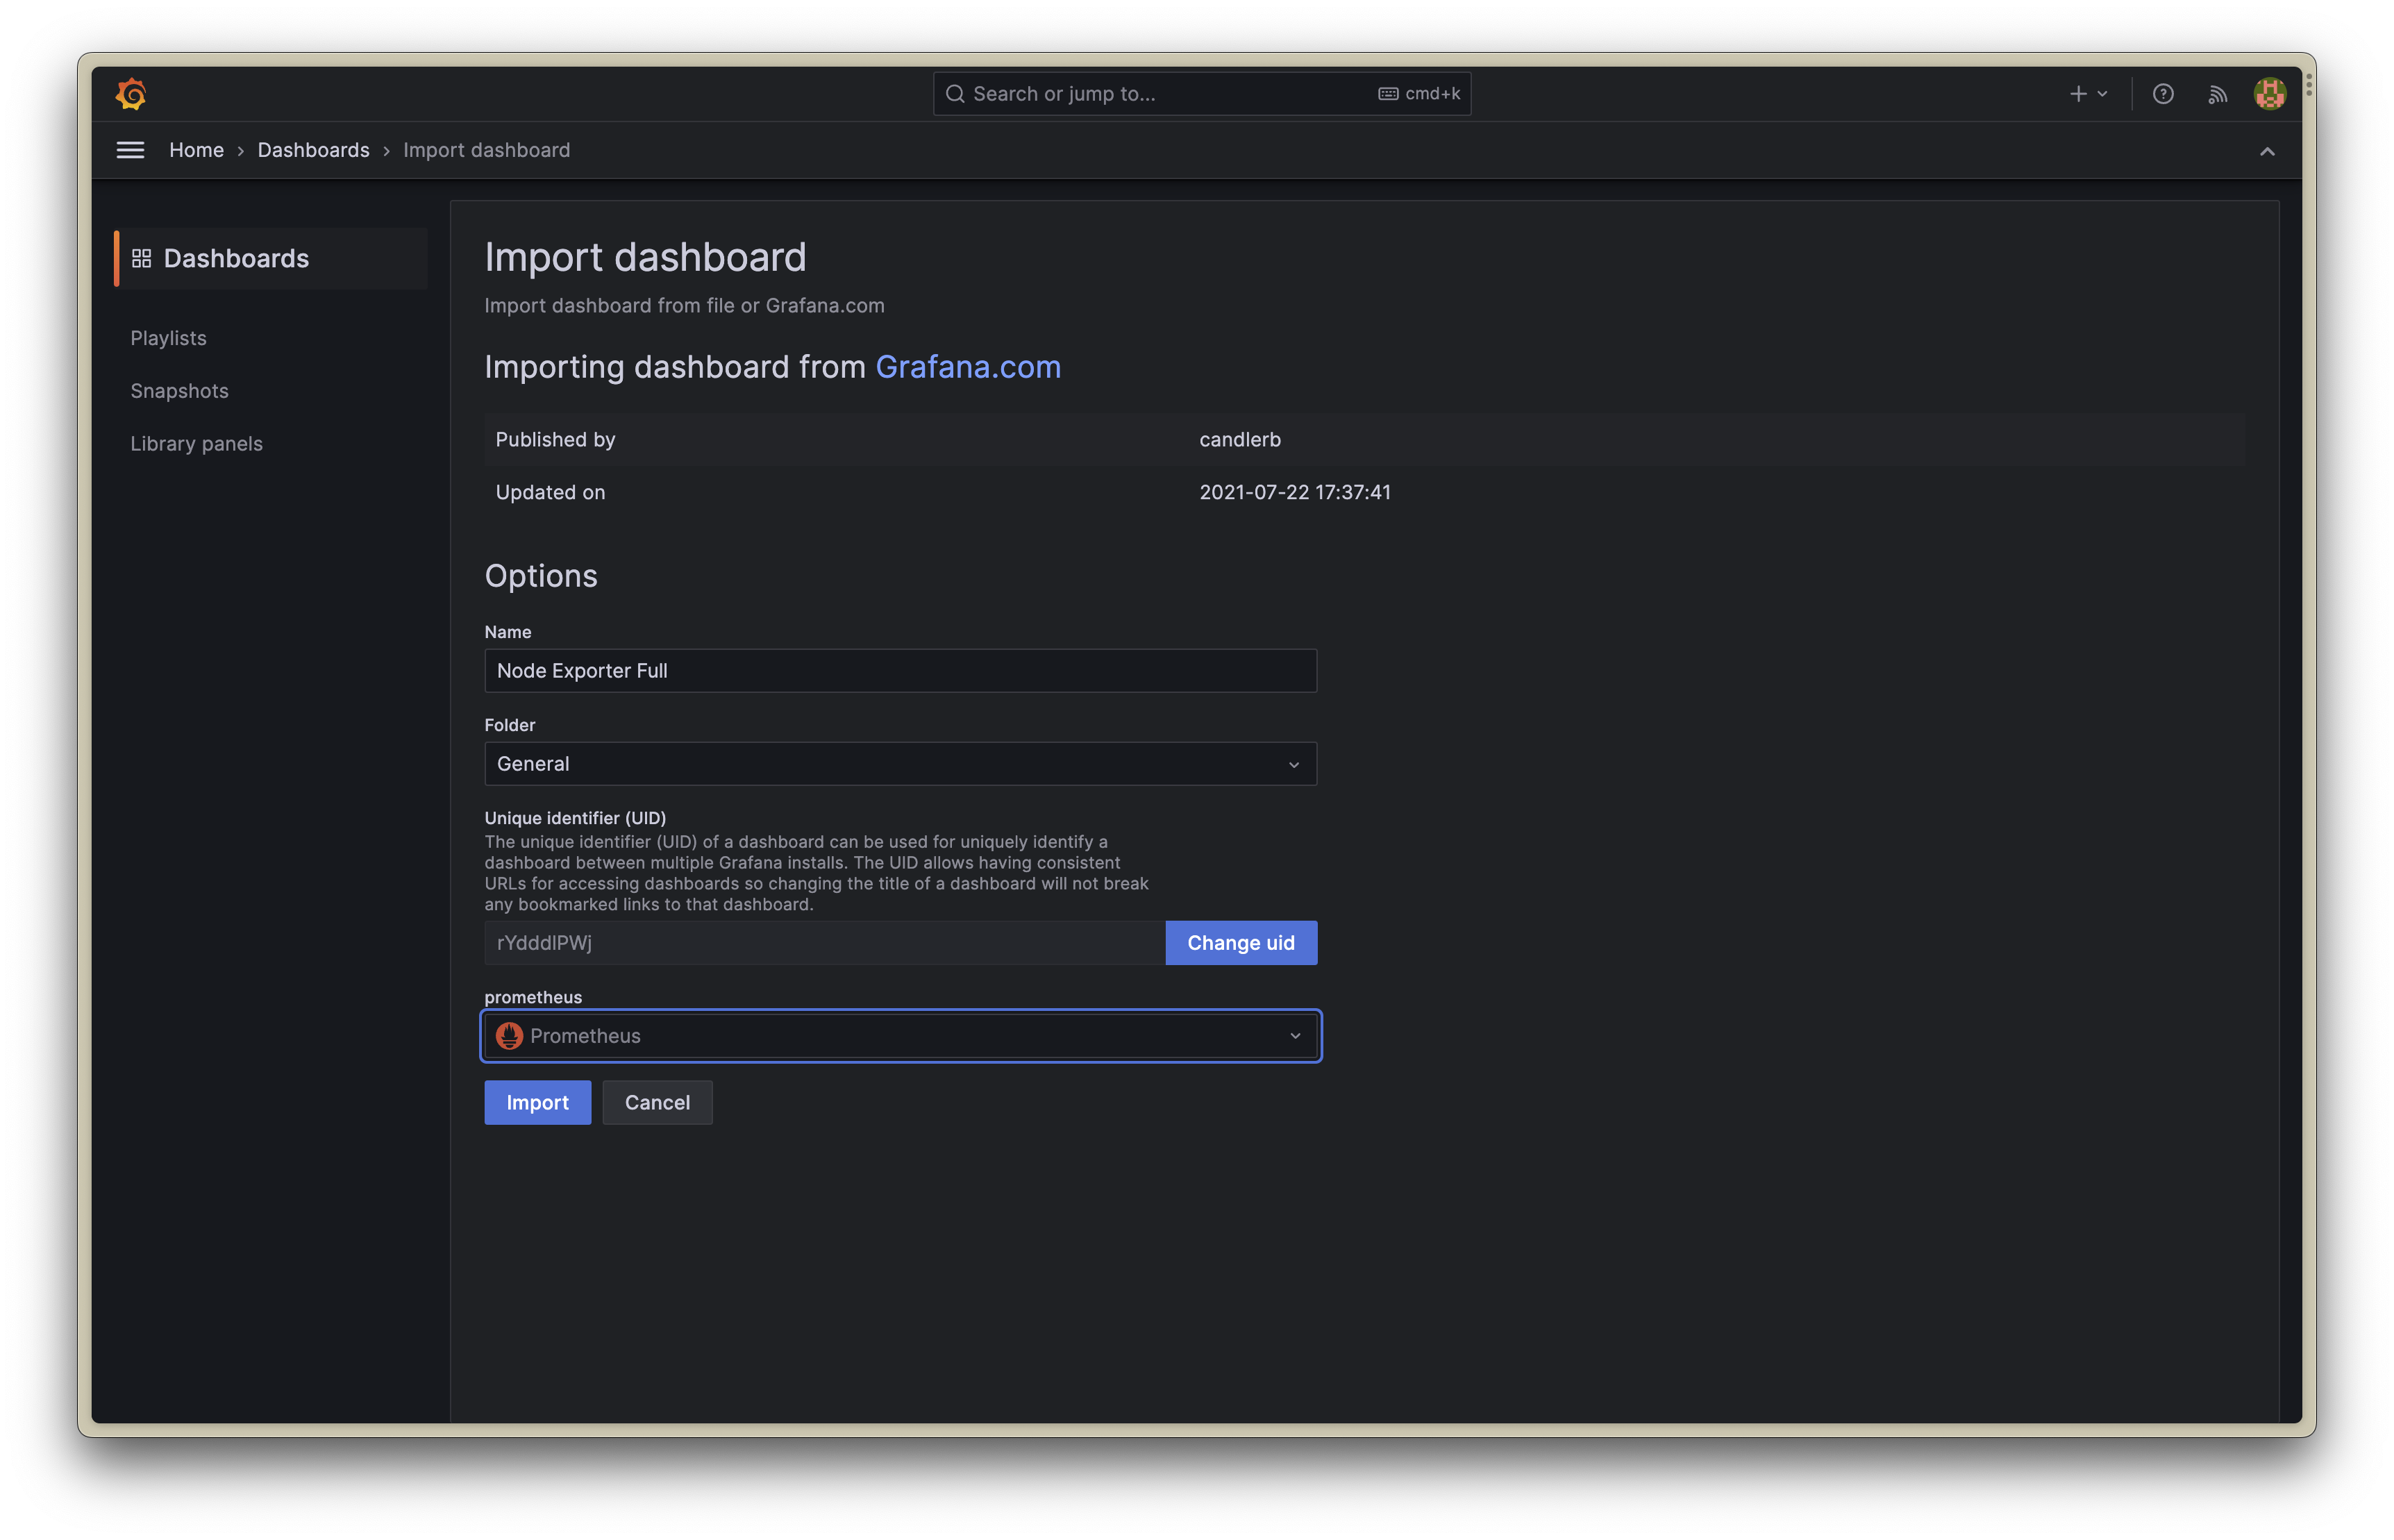 Search or jump to...
cmd+k
Home > Dashboards > Import dashboard
Dashboards
Playlists
Snapshots
Library panels
Import dashboard
Import dashboard from file or Grafana.com
Importing dashboard from Grafana.com
Published by candlerb
Updated on 2021-07-22 17:37:41
Options
Name
Node Exporter Full
Folder
General
Unique identifier (UID)
The unique identifier (UID) of a dashboard can be used for uniquely identify a
dashboard between multiple Grafana installs. The UID allows having consistent
URLs for accessing dashboards so changing the title of a dashboard will not break
any bookmarked links to that dashboard.
rYdddlPWj
Change uid
prometheus
Prometheus
Import
Cancel